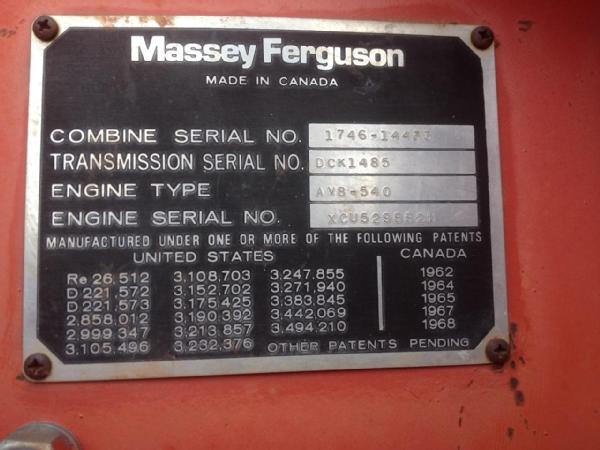 Massey Ferguson
MADE IN CANADA
COMBINE SERIAL NO.
TRANSMISSION SERIAL NO. DCK1485
ENGINE TYPE AV8-540
ENGINE SERIAL NO.
MANUFACTURED UNDER ONE OR MORE OF THE FOLLOWING PATENTS
UNITED STATES CANADA
Re 26,512 3,108,703 3,247,855 1962
D 221,572 3,152,702 3,271,940 1964
D 221,573 3,175,425 3,383,845 1965
2,858,012 3,190,392 3,442,069 1967
2,999,347 3,213,857 3,494,210 1968
3,105,496 3,232,376 OTHER PATENTS PENDING